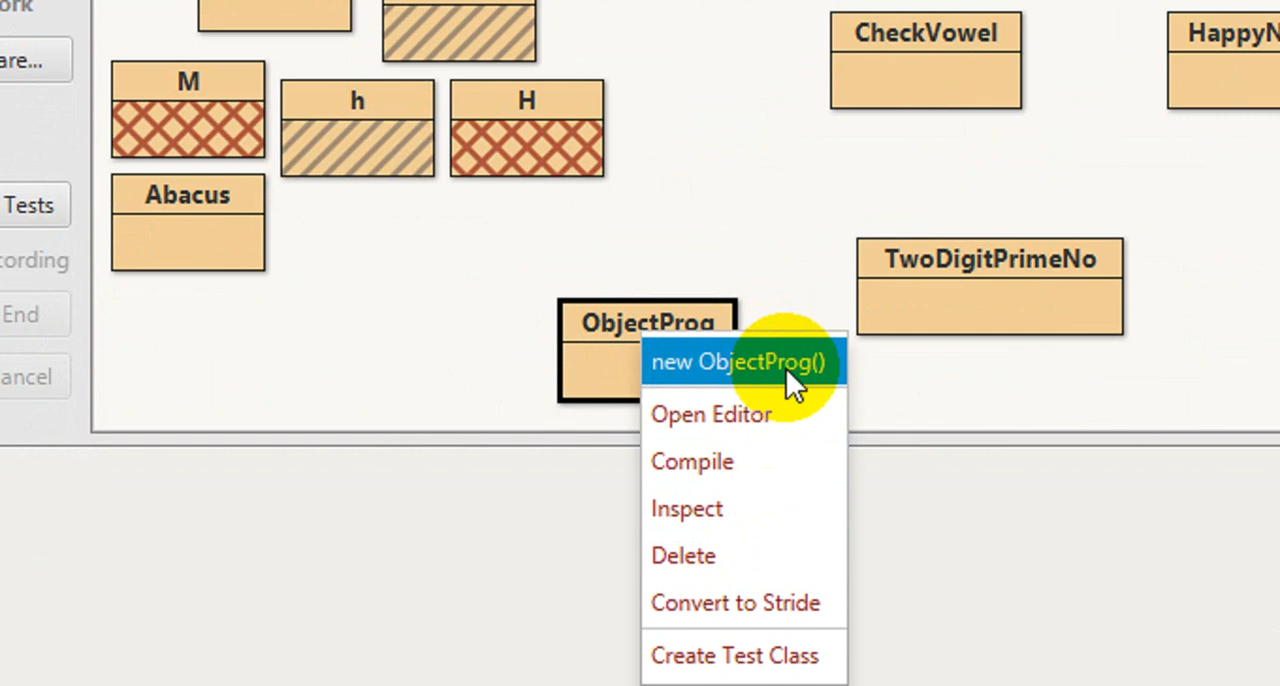 ork
are...
Tests
cording
End
ancel
CheckVowel
HappyN
M
h
H
Abacus
TwoDigitPrimeNo
ObjectProg
new ObjectProg()
Open Editor
Compile
Inspect
Delete
Convert to Stride
Create Test Class